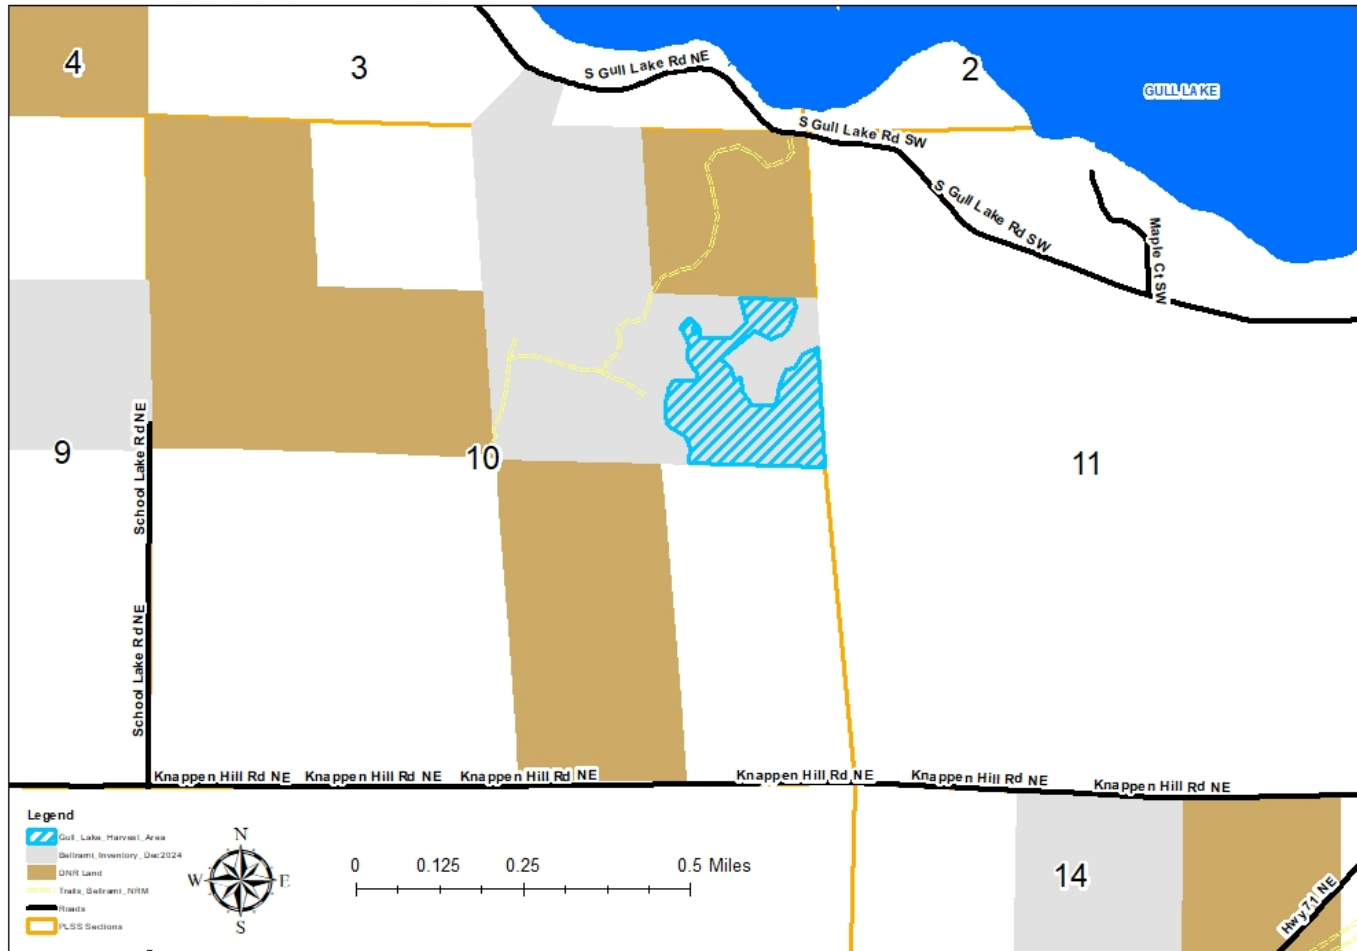 4
3
2
S Gull Lake Rd NE
GULL LAKE
S Gull Lake Rd SW
S Gull Lake Rd SW
Maple Ct SW
School Lake Rd NE
9
10
11
School Lake Rd NE
Knappen Hill Rd NE
Knappen Hill Rd NE
Knappen Hill Rd NE
Knappen Hill Rd NE
Knappen Hill Rd NE
Knappen Hill Rd NE
Legend
Gull_Lake_Harvest_Area
Beltrami_Inventory_Dec2024
DNR Land
Trails_Beltrami_NRM
Roads
PLSS Sections
N
W
E
S
0 0.125 0.25 0.5 Miles
14
Hwy 71 NE